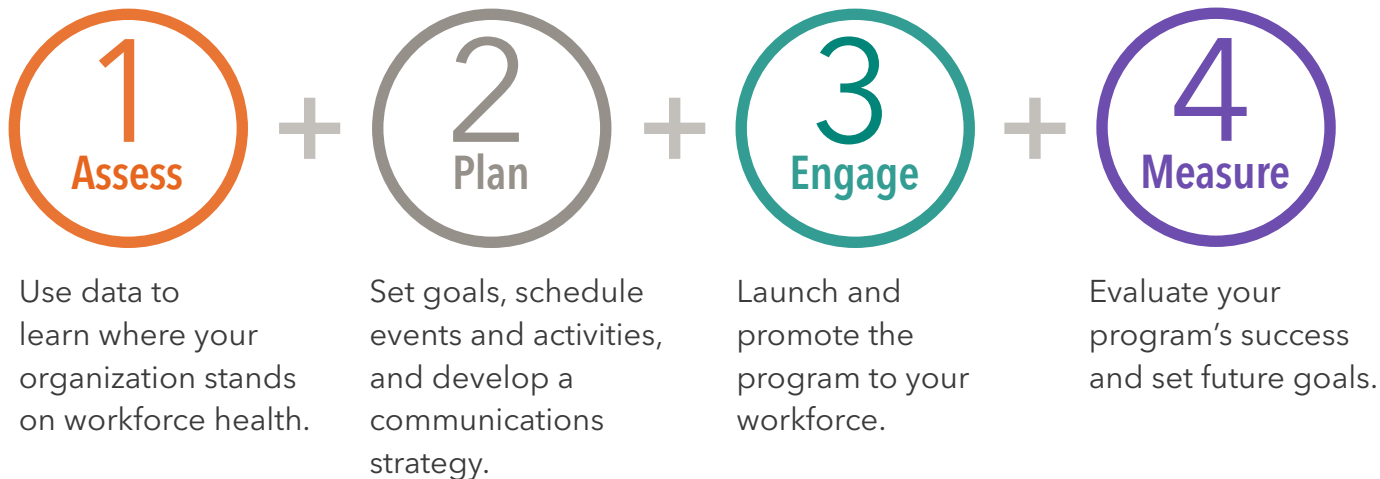 1
Assess
+
2
Plan
+
3
Engage
+
4
Measure
Use data to
learn where your
organization stands
on workforce health.
Set goals, schedule
events and activities,
and develop a
communications
strategy.
Launch and
promote the
program to your
workforce.
Evaluate your
program’s success
and set future goals.